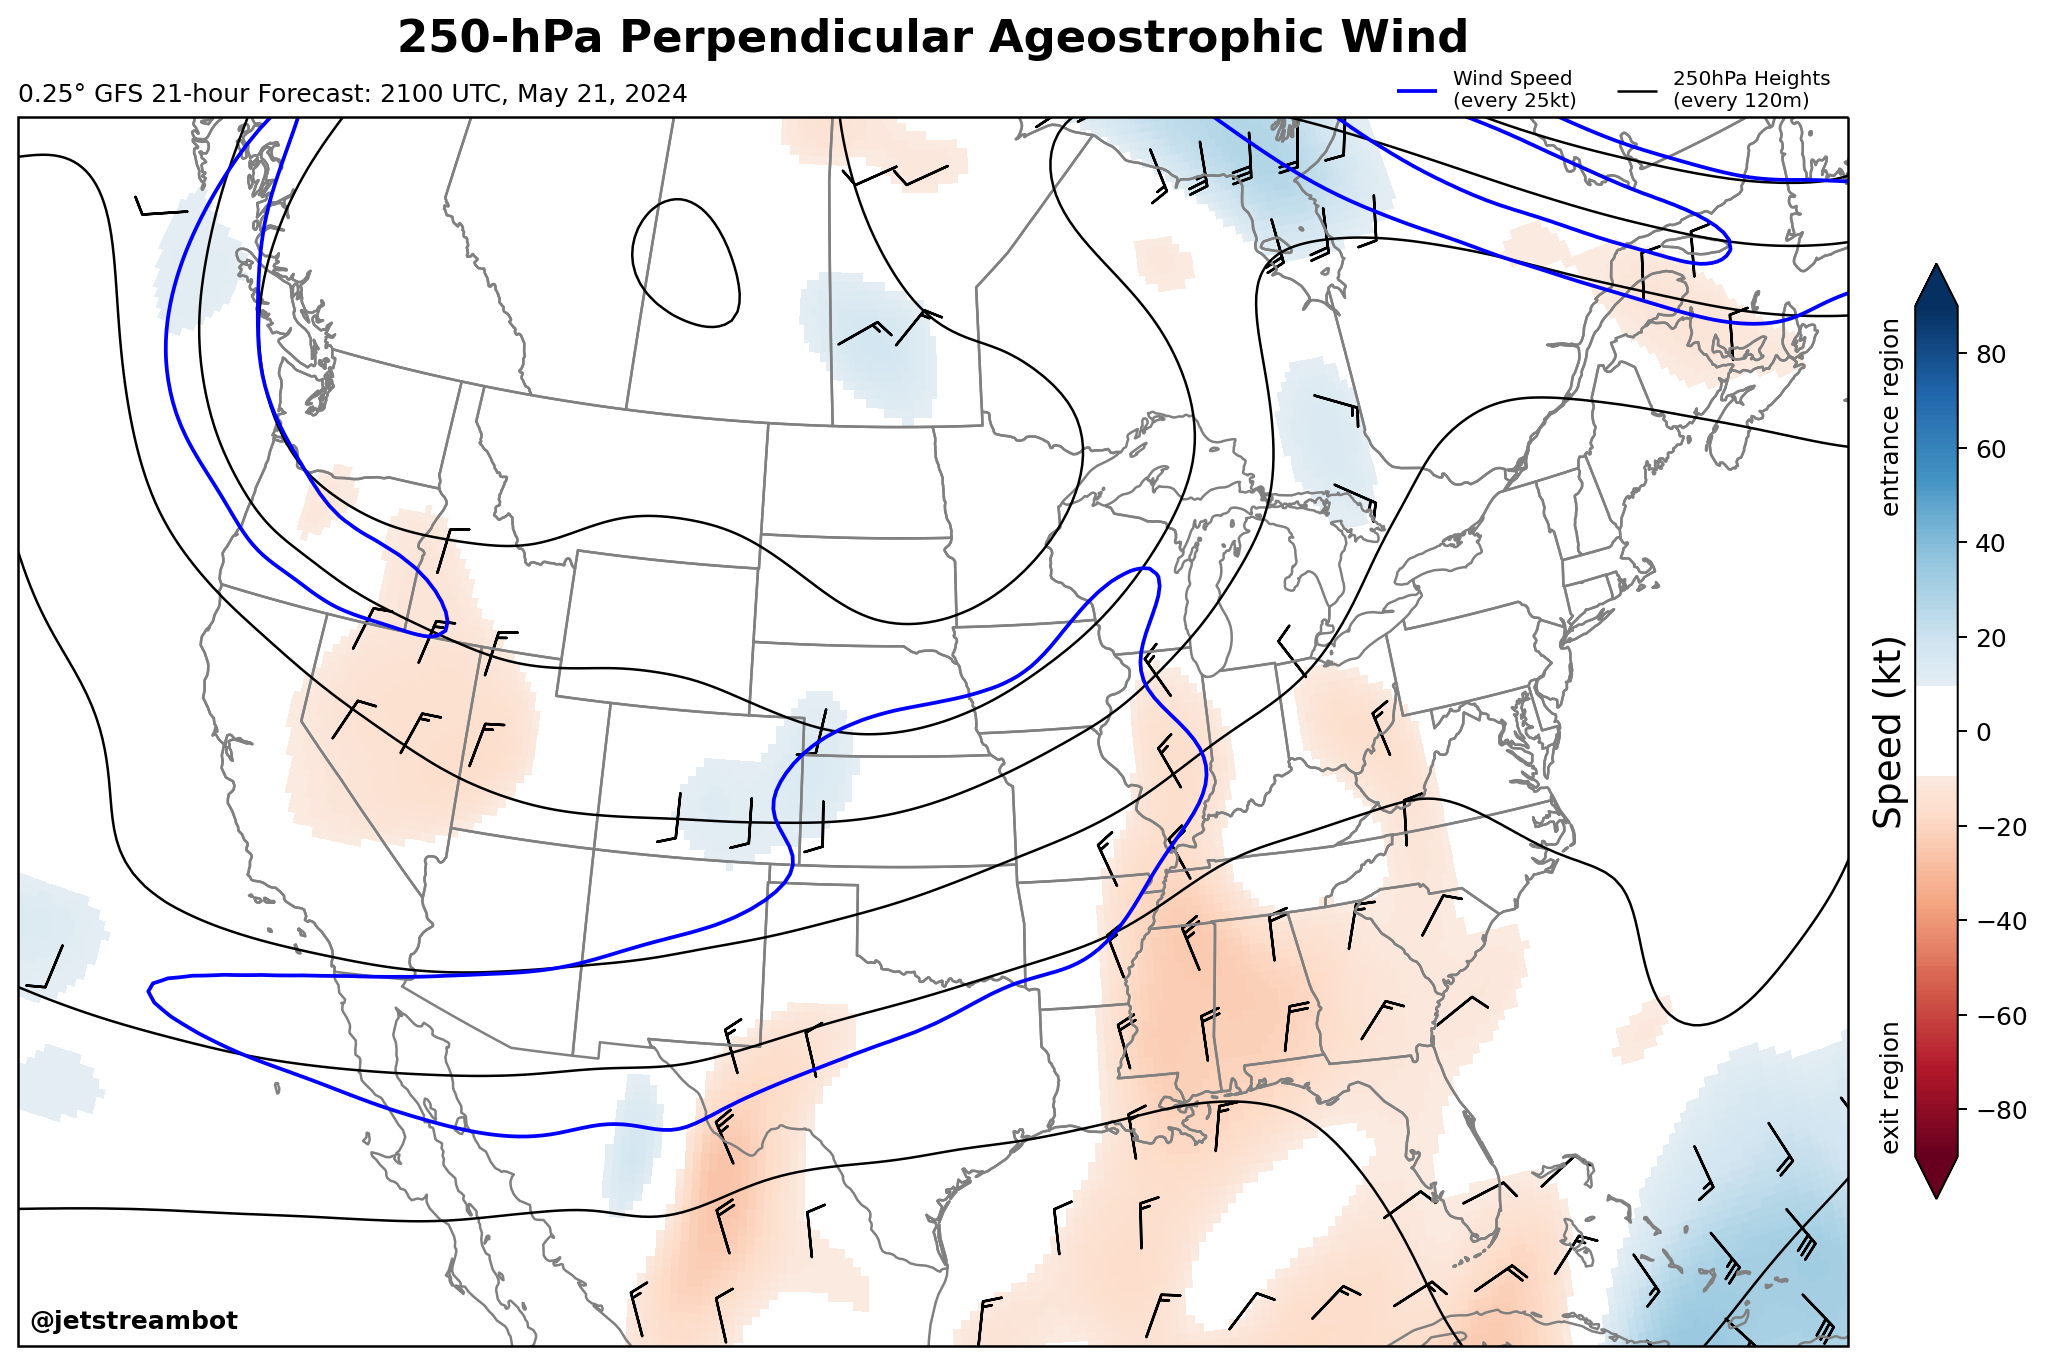 250-hPa Perpendicular Ageostrophic Wind
0.25° GFS 21-hour Forecast: 2100 UTC, May 21, 2024
Wind Speed
(every 25kt)
250hPa Heights
(every 120m)
entrance region
Speed (kt)
exit region
80
60
40
20
0
−20
−40
−60
−80
@jetstreambot